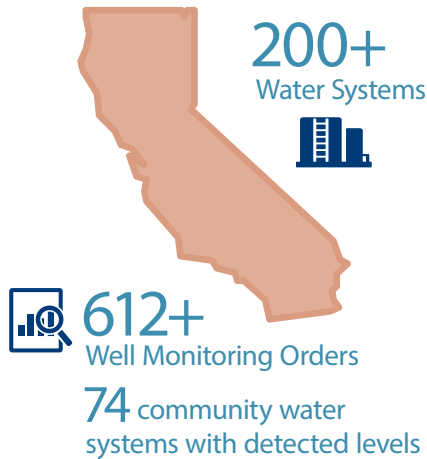 200+
Water Systems
612+
Well Monitoring Orders
74 community water
systems with detected levels